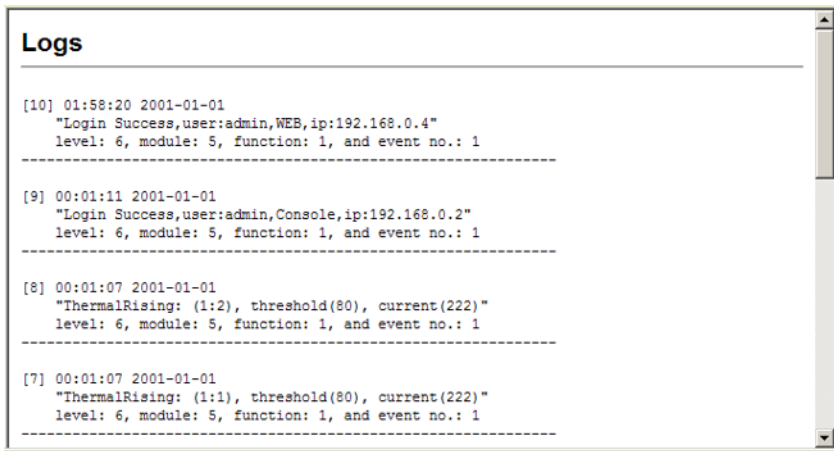 Logs
[10] 01:58:20 2001-01-01
"Login Success,user:admin,WEB,ip:192.168.0.4"
level: 6, module: 5, function: 1, and event no.: 1
----------------------------------------------------------------
[9] 00:01:11 2001-01-01
"Login Success,user:admin,Console,ip:192.168.0.2"
level: 6, module: 5, function: 1, and event no.: 1
----------------------------------------------------------------
[8] 00:01:07 2001-01-01
"ThermalRising: (1:2), threshold(80), current(222)"
level: 6, module: 5, function: 1, and event no.: 1
----------------------------------------------------------------
[7] 00:01:07 2001-01-01
"ThermalRising: (1:1), threshold(80), current(222)"
level: 6, module: 5, function: 1, and event no.: 1
----------------------------------------------------------------